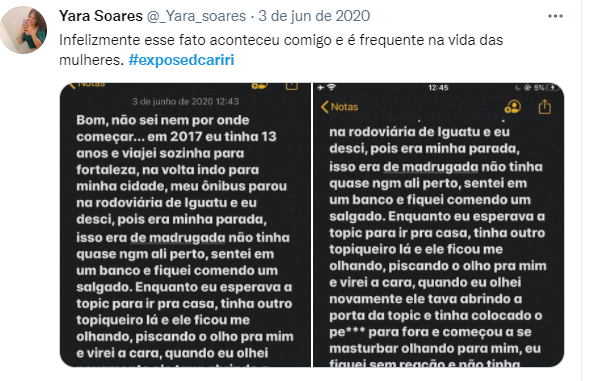 Yara Soares @_Yara_soares · 3 de jun de 2020
Infelizmente esse fato aconteceu comigo e é frequente na vida das
mulheres. #exposedcariri
Notas
3 de junho de 2020 12:43
Bom, não sei nem por onde
começar... em 2017 eu tinha 13
anos e viajei sozinha para
fortaleza, na volta indo para
minha cidade, meu ônibus parou
na rodoviária de Iguatu e eu
desci, pois era minha parada,
isso era de madrugada não tinha
quase ngm ali perto, sentei em
um banco e fiquei comendo um
salgado. Enquanto eu esperava a
topic para ir pra casa, tinha outro
topiqueiro lá e ele ficou me
olhando, piscando o olho pra mim
e virei a cara, quando eu olhei
novamente ele tava abrindo a
12:45
5%
Notas
na rodoviária de Iguatu e eu
desci, pois era minha parada,
isso era de madrugada não tinha
quase ngm ali perto, sentei em
um banco e fiquei comendo um
salgado. Enquanto eu esperava a
topic para ir pra casa, tinha outro
topiqueiro lá e ele ficou me
olhando, piscando o olho pra mim
e virei a cara, quando eu olhei
novamente ele tava abrindo a
porta da topic e tinha colocado o
pe*** para fora e começou a se
masturbar olhando para mim, eu
fiquei sem reação e não tinha